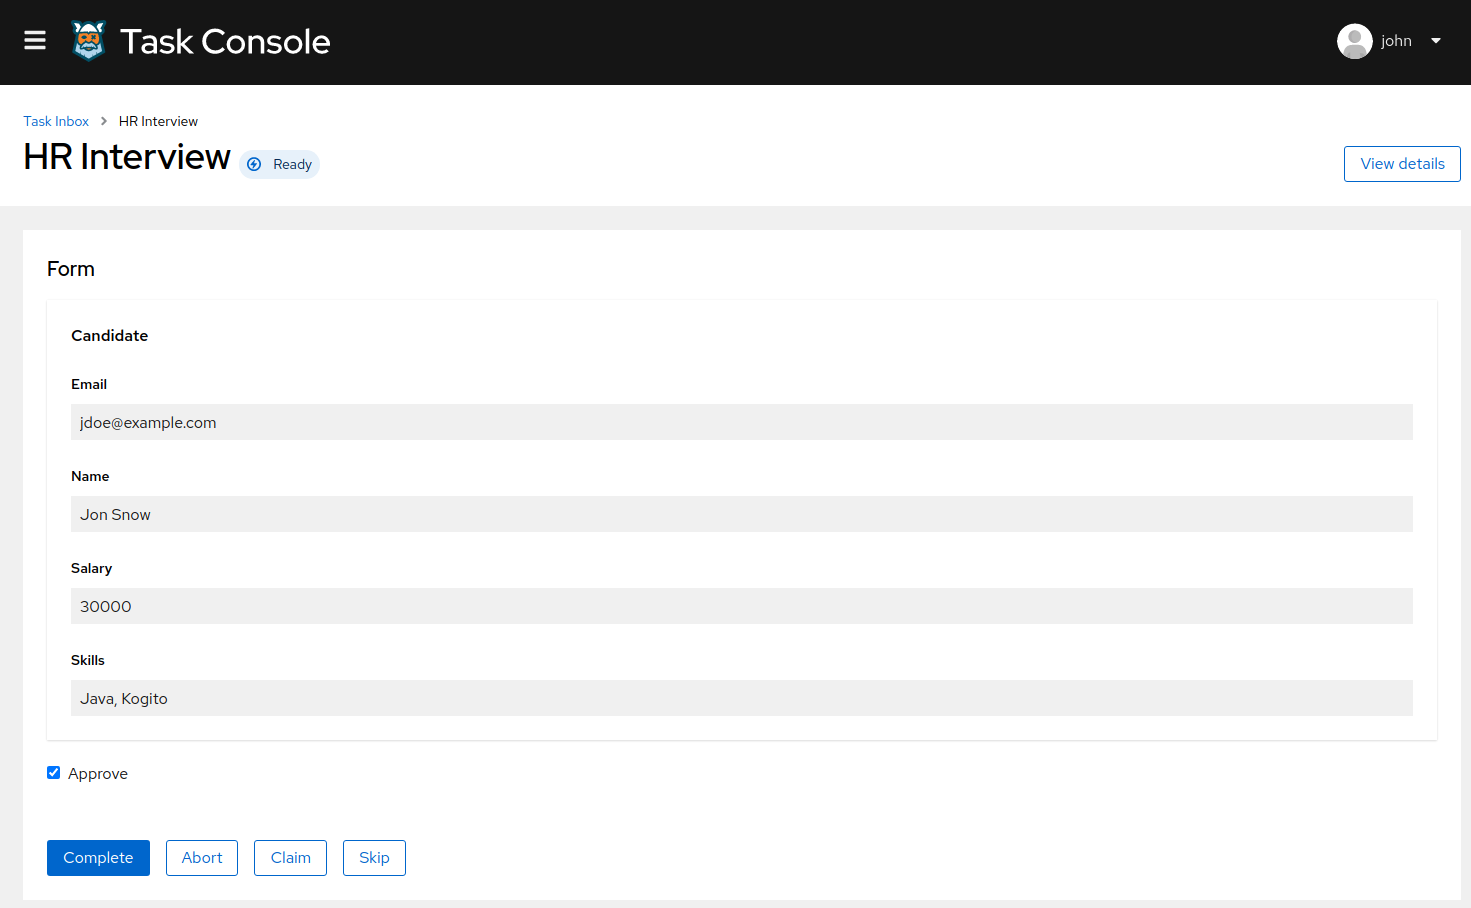 Task Console
john
Task Inbox > HR Interview
HR Interview Ready
View details
Form
Candidate
Email
jdoe@example.com
Name
Jon Snow
Salary
30000
Skills
Java, Kogito
Approve
Complete Abort Claim Skip